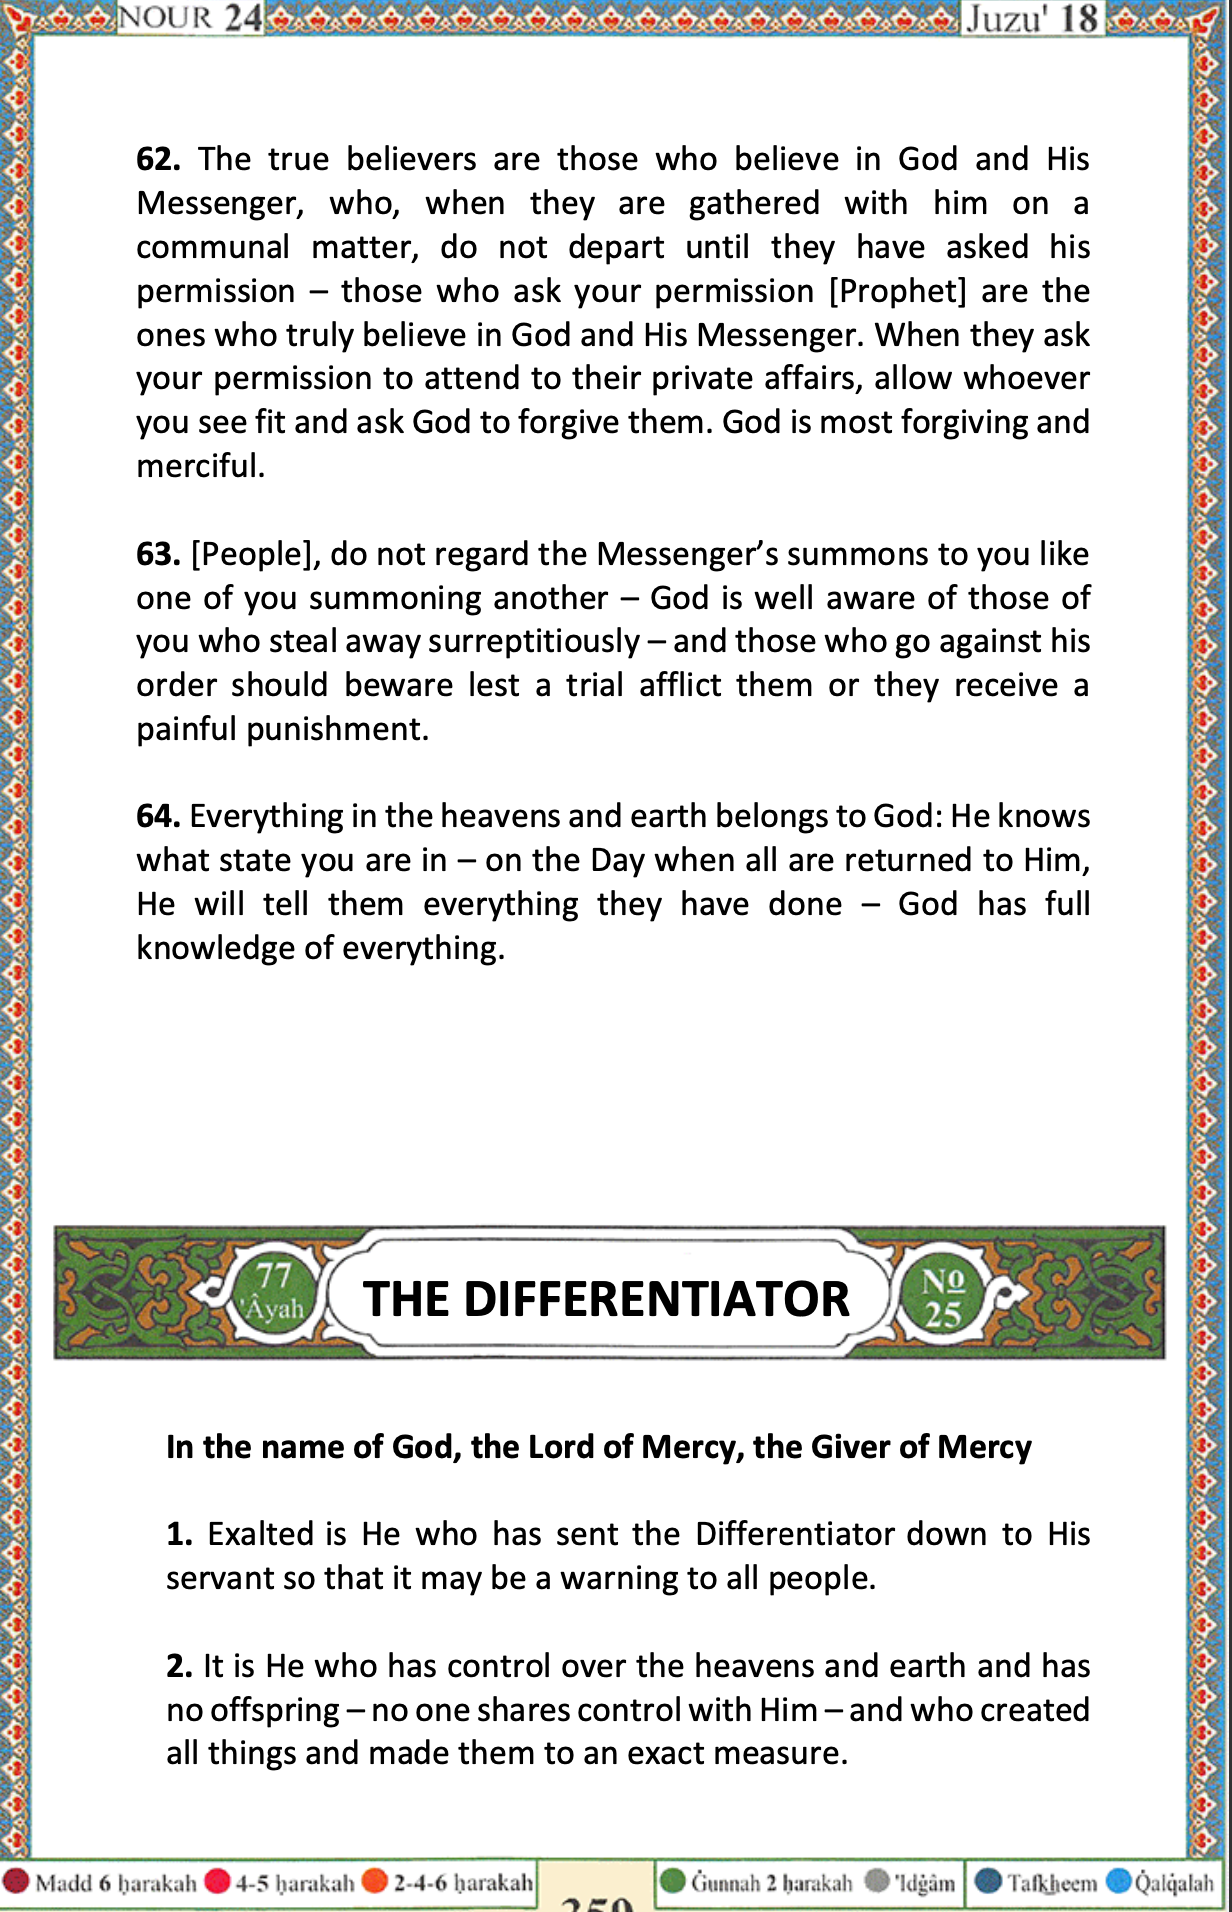 NOUR 24
Juzu' 18
62. The true believers are those who believe in God and His
Messenger, who, when they are gathered with him on a
communal matter, do not depart until they have asked his
permission – those who ask your permission [Prophet] are the
ones who truly believe in God and His Messenger. When they ask
your permission to attend to their private affairs, allow whoever
you see fit and ask God to forgive them. God is most forgiving and
merciful.
63. [People], do not regard the Messenger’s summons to you like
one of you summoning another – God is well aware of those of
you who steal away surreptitiously – and those who go against his
order should beware lest a trial afflict them or they receive a
painful punishment.
64. Everything in the heavens and earth belongs to God: He knows
what state you are in – on the Day when all are returned to Him,
He will tell them everything they have done – God has full
knowledge of everything.
77
'Âyah
THE DIFFERENTIATOR
Nº
25
In the name of God, the Lord of Mercy, the Giver of Mercy
1. Exalted is He who has sent the Differentiator down to His
servant so that it may be a warning to all people.
2. It is He who has control over the heavens and earth and has
no offspring – no one shares control with Him – and who created
all things and made them to an exact measure.
Madd 6 ḥarakah 4-5 ḥarakah 2-4-6 ḥarakah
359
Ġunnah 2 ḥarakah 'Idġâm
Tafk͟heem Q̇alq̇alah